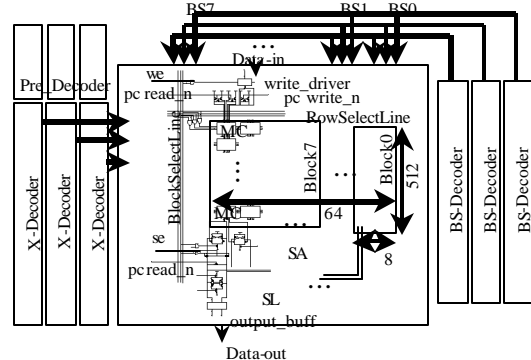 BS7 BS1 BS0
Data-in ...
Pre_Decoder
we write_driver
pc read_n pc write_n
RowSelectLine
MC
BlockSelectLine
Block7
Block0
...
512
MC 64
...
se SA
8
pc read_n
SL ...
output_buff
Data-out
X-Decoder
X-Decoder
X-Decoder
BS-Decoder
BS-Decoder
BS-Decoder